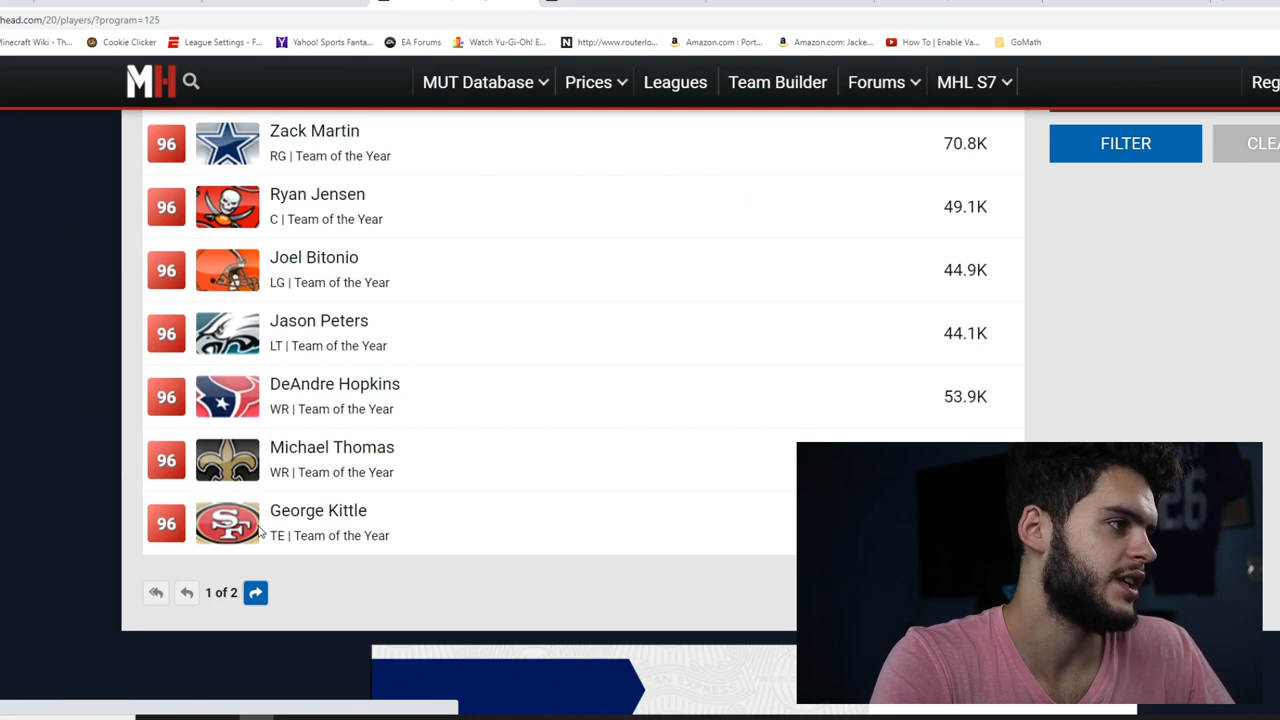 head.com/20/players/?program=125
Minecraft Wiki - Th... Cookie Clicker League Settings - F... Yahoo! Sports Fanta... EA Forums Watch Yu-Gi-Oh! E... http://www.routerlo... Amazon.com : Port... Amazon.com: Jacke... How To | Enable Va... GoMath
MH MUT Database Prices Leagues Team Builder Forums MHL S7 Reg
96 Zack Martin 70.8K FILTER CLEA
RG | Team of the Year
96 Ryan Jensen 49.1K
C | Team of the Year
96 Joel Bitonio 44.9K
LG | Team of the Year
96 Jason Peters 44.1K
LT | Team of the Year
96 DeAndre Hopkins 53.9K
WR | Team of the Year
96 Michael Thomas
WR | Team of the Year
96 SF George Kittle
TE | Team of the Year
1 of 2
26